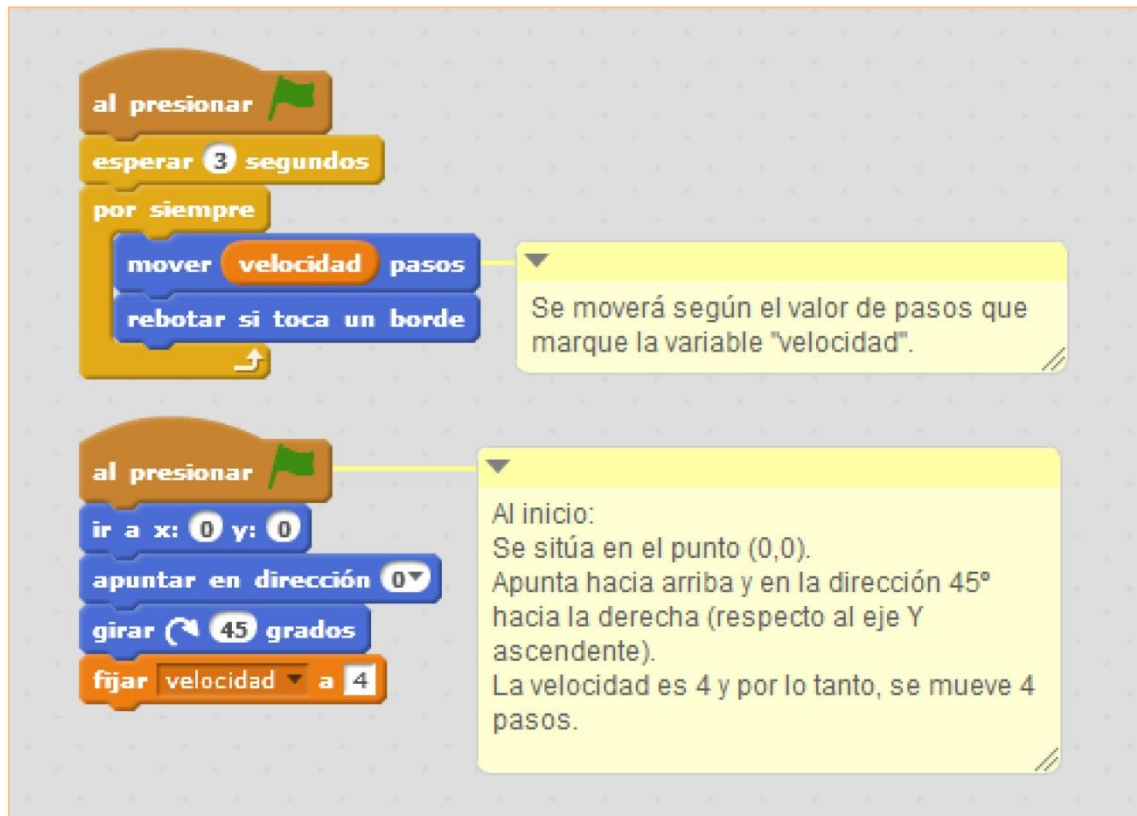 al presionar
esperar 3 segundos
por siempre
mover velocidad pasos
rebotar si toca un borde
Se moverá según el valor de pasos que
marque la variable "velocidad".
al presionar
ir a x: 0 y: 0
apuntar en dirección 0
girar 45 grados
fijar velocidad a 4
Al inicio:
Se sitúa en el punto (0,0).
Apunta hacia arriba y en la dirección 45º
hacia la derecha (respecto al eje Y
ascendente).
La velocidad es 4 y por lo tanto, se mueve 4
pasos.